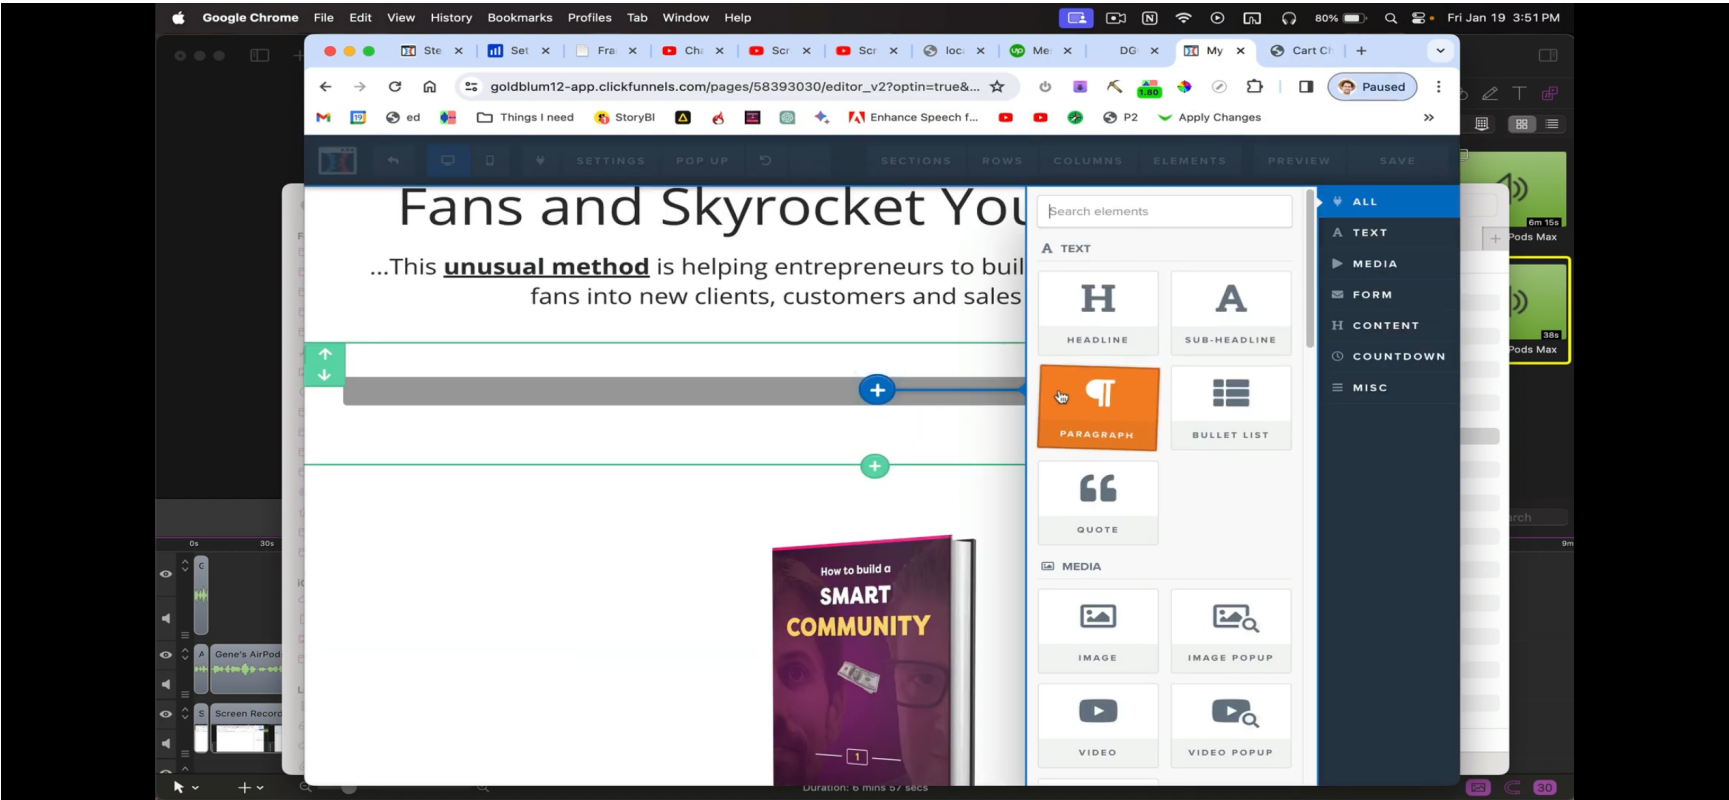 Google Chrome File Edit View History Bookmarks Profiles Tab Window Help
80% Fri Jan 19 3:51 PM
Ste
Set
Fra
Cha
Scr
Scr
loc
Me
DG
My
Cart Ch
goldblum12-app.clickfunnels.com/pages/58393030/editor_v2?optin=true&...
1.80
Paused
19
ed
Things I need
StoryBl
Enhance Speech f...
P2
Apply Changes
SETTINGS
POP UP
SECTIONS
ROWS
COLUMNS
ELEMENTS
PREVIEW
SAVE
Fans and Skyrocket You
...This unusual method is helping entrepreneurs to buil
fans into new clients, customers and sales
Search elements
TEXT
HEADLINE
SUB-HEADLINE
PARAGRAPH
BULLET LIST
QUOTE
MEDIA
IMAGE
IMAGE POPUP
VIDEO
VIDEO POPUP
ALL
TEXT
MEDIA
FORM
CONTENT
COUNTDOWN
MISC
6m 15s
Pods Max
38s
Pods Max
How to build a
SMART
COMMUNITY
1
0s
30s
9m
C
A
Gene's AirPod
S
Screen Record
Duration: 6 mins 57 secs
30